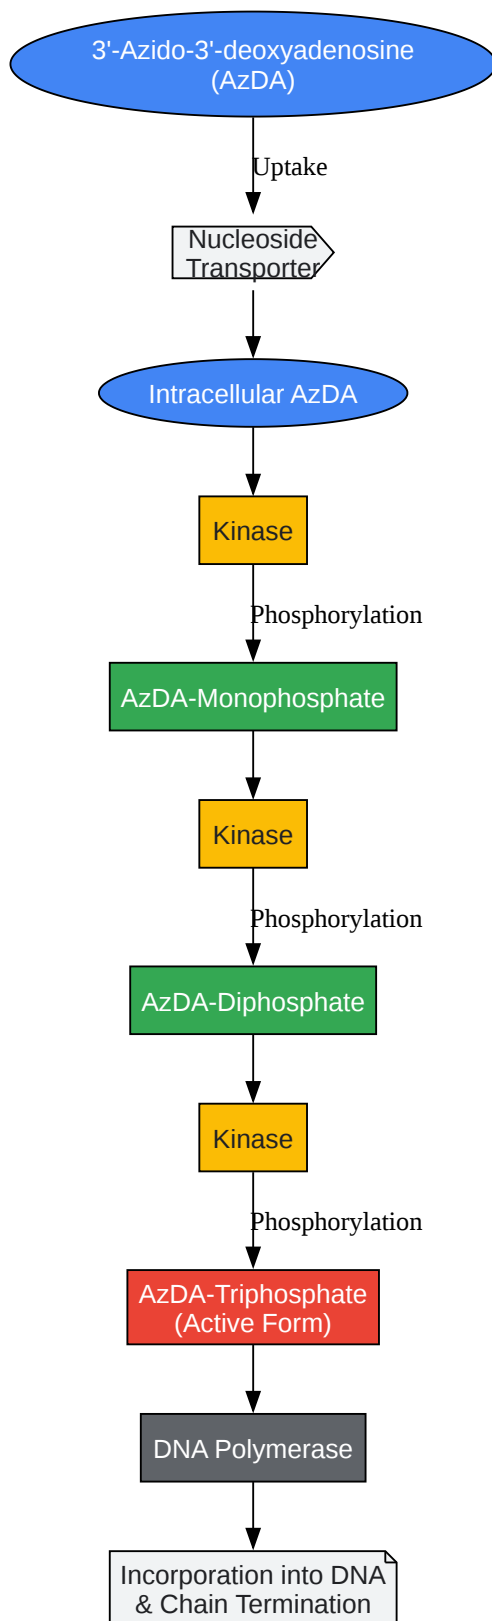 3'-Azido-3'-deoxyadenosine
(AzDA)
Uptake
Nucleoside
Transporter
Intracellular AzDA
Kinase
Phosphorylation
AzDA-Monophosphate
Kinase
Phosphorylation
AzDA-Diphosphate
Kinase
Phosphorylation
AzDA-Triphosphate
(Active Form)
DNA Polymerase
Incorporation into DNA
& Chain Termination